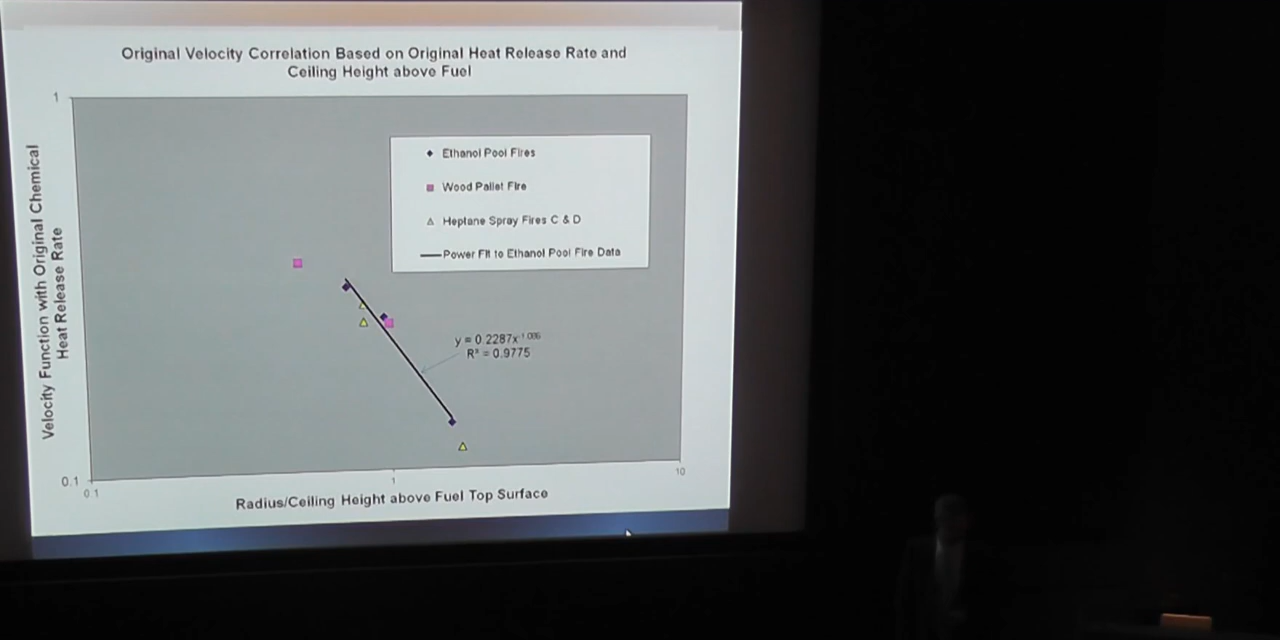 Original Velocity Correlation Based on Original Heat Release Rate and
Ceiling Height above Fuel
1
Ethanol Pool Fires
Wood Pallet Fire
Heptane Spray Fires C & D
Power Fit to Ethanol Pool Fire Data
Velocity Function with Original Chemical
Heat Release Rate
y = 0.2287x
R² = 0.9775
0.1
0.1
1
10
Radius/Ceiling Height above Fuel Top Surface